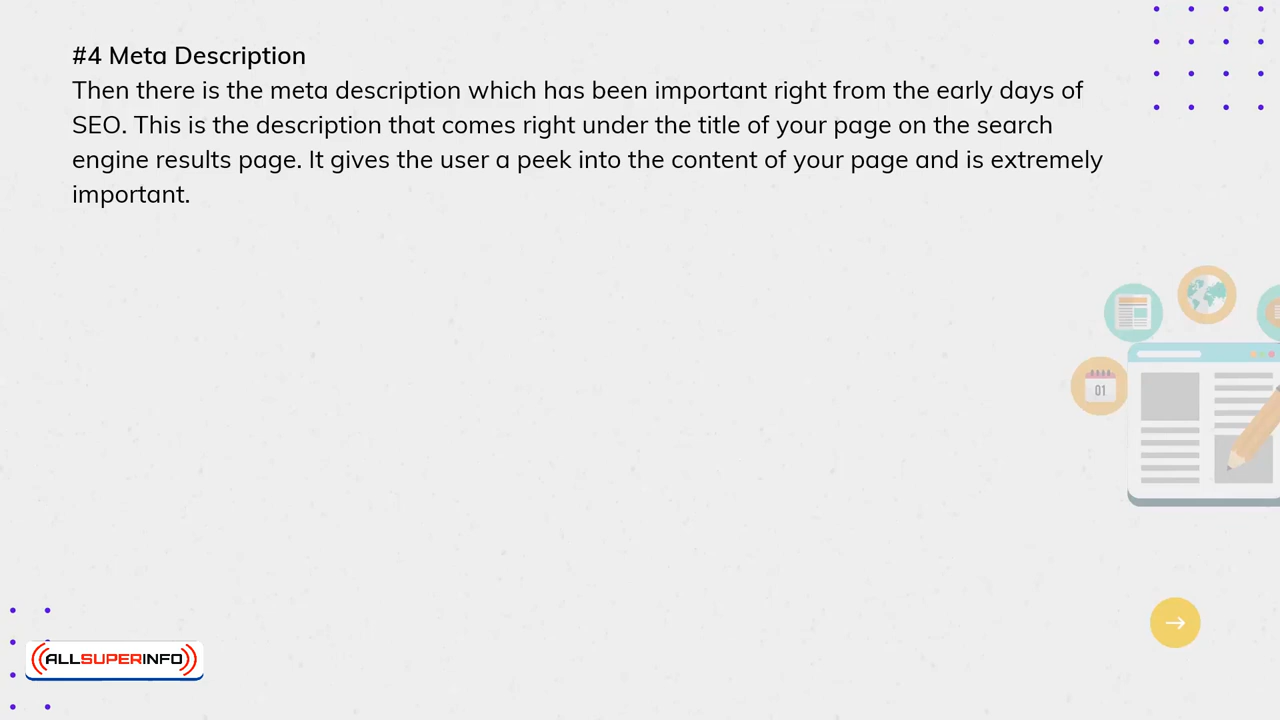 #4 Meta Description
Then there is the meta description which has been important right from the early days of
SEO. This is the description that comes right under the title of your page on the search
engine results page. It gives the user a peek into the content of your page and is extremely
important.
01
ALLSUPERINFO